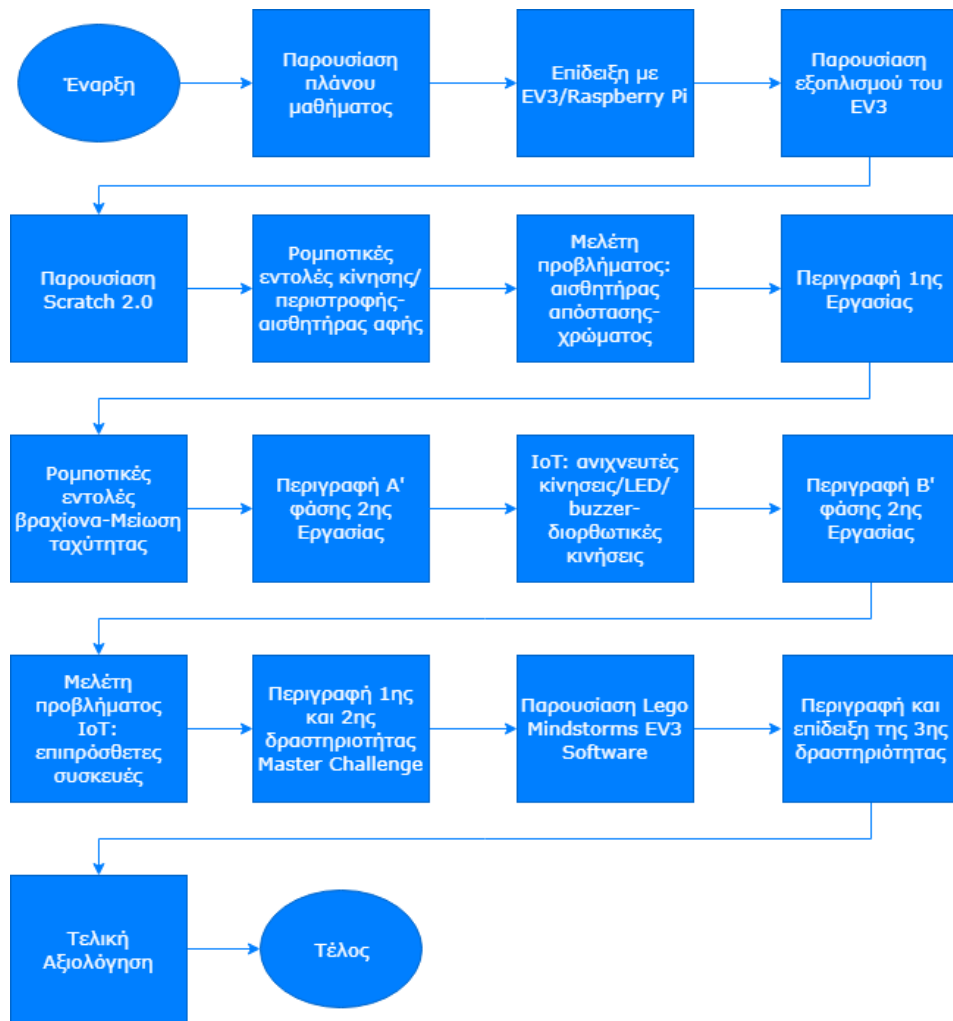 Έναρξη
Παρουσίαση
πλάνου
μαθήματος
Επίδειξη με
EV3/Raspberry Pi
Παρουσίαση
εξοπλισμού του
EV3
Παρουσίαση
Scratch 2.0
Ρομποτικές
εντολές κίνησης/
περιστροφής-
αισθητήρας αφής
Μελέτη
προβλήματος:
αισθητήρας
απόστασης-
χρώματος
Περιγραφή 1ης
Εργασίας
Ρομποτικές
εντολές
βραχίονα-Μείωση
ταχύτητας
Περιγραφή Α'
φάσης 2ης
Εργασίας
IoT: ανιχνευτές
κίνησεις/LED/
buzzer-
διορθωτικές
κινήσεις
Περιγραφή Β'
φάσης 2ης
Εργασίας
Μελέτη
προβλήματος
IoT:
επιπρόσθετες
συσκευές
Περιγραφή 1ης
και 2ης
δραστηριοτήτας
Master Challenge
Παρουσίαση Lego
Mindstorms EV3
Software
Περιγραφή και
επίδειξη της 3ης
δραστηριότητας
Τελική
Αξιολόγηση
Τέλος